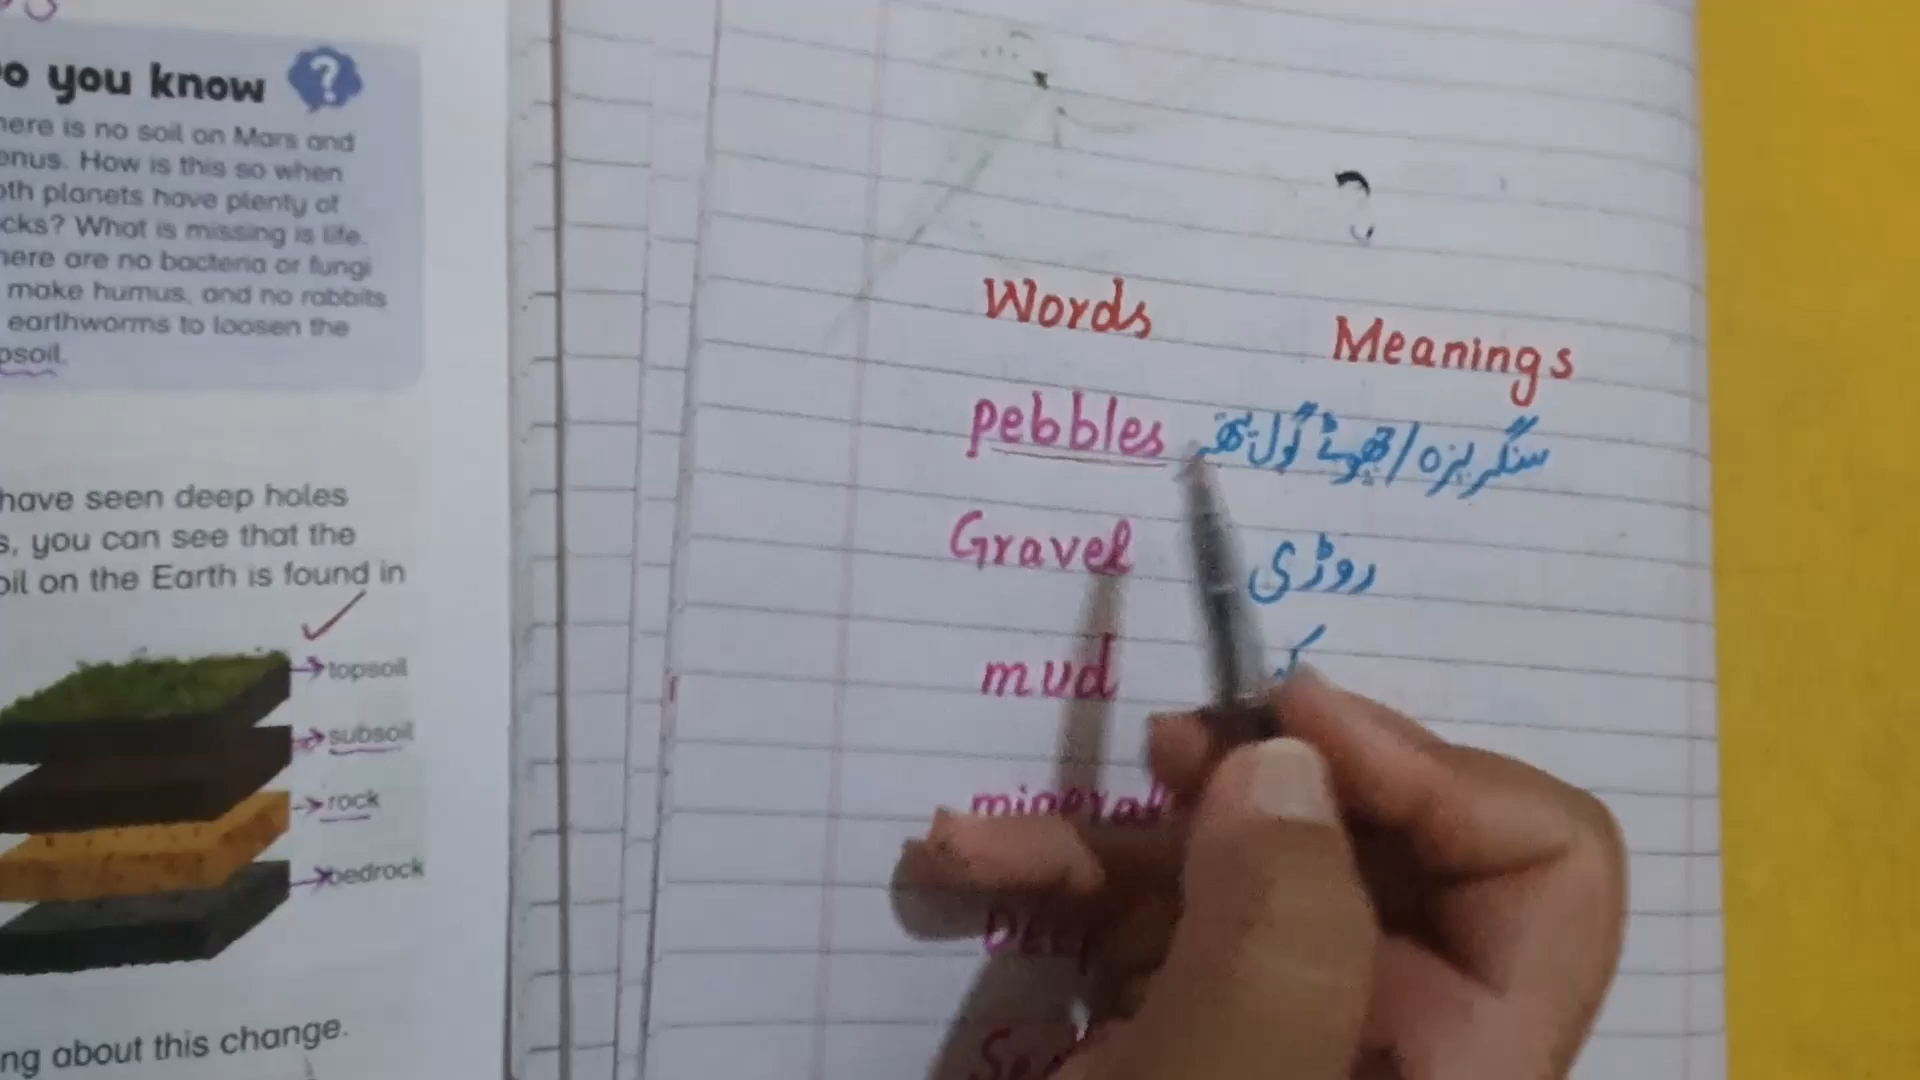 o you know ?
here is no soil on Mars and
enus. How is this so when
oth planets have plenty of
cks? What is missing is life.
here are no bacteria or fungi
make humus, and no rabbits
earthworms to loosen the
psoil.
have seen deep holes
s, you can see that the
oil on the Earth is found in
topsoil
subsoil
rock
bedrock
ng about this change.
Words Meanings
pebbles سنگریزہ/چھوٹے گول پتھر
Gravel روڑی
mud
mineral
Deep